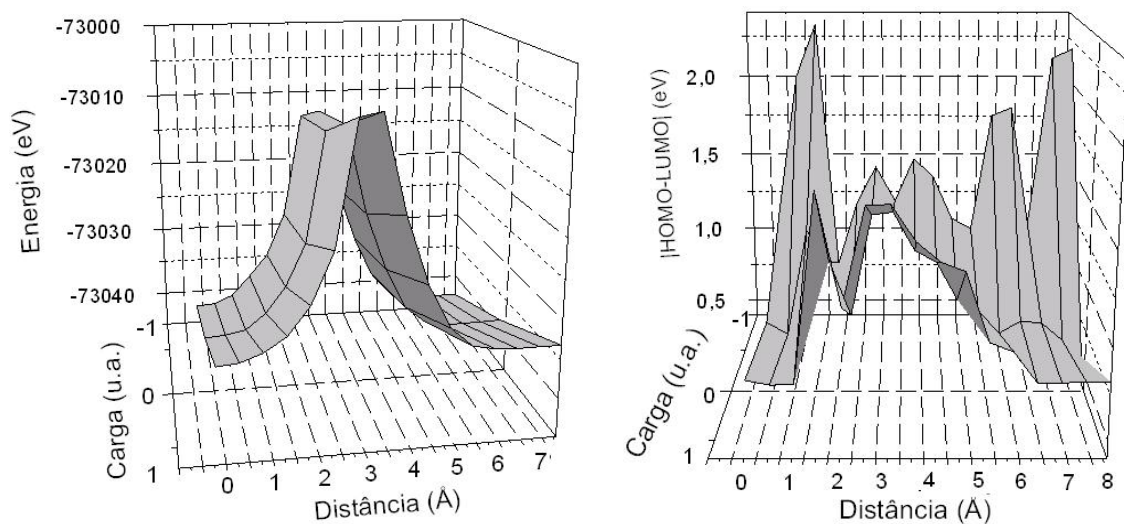 Energia (eV)
-73000
-73010
-73020
-73030
-73040
-1
0
1
Carga (u.a.)
0 1 2 3 4 5 6 7
Distância (Å)
|HOMO-LUMO| (eV)
2,0
1,5
1,0
0,5
-1
0
1
Carga (u.a.)
0 1 2 3 4 5 6 7 8
Distância (Å)